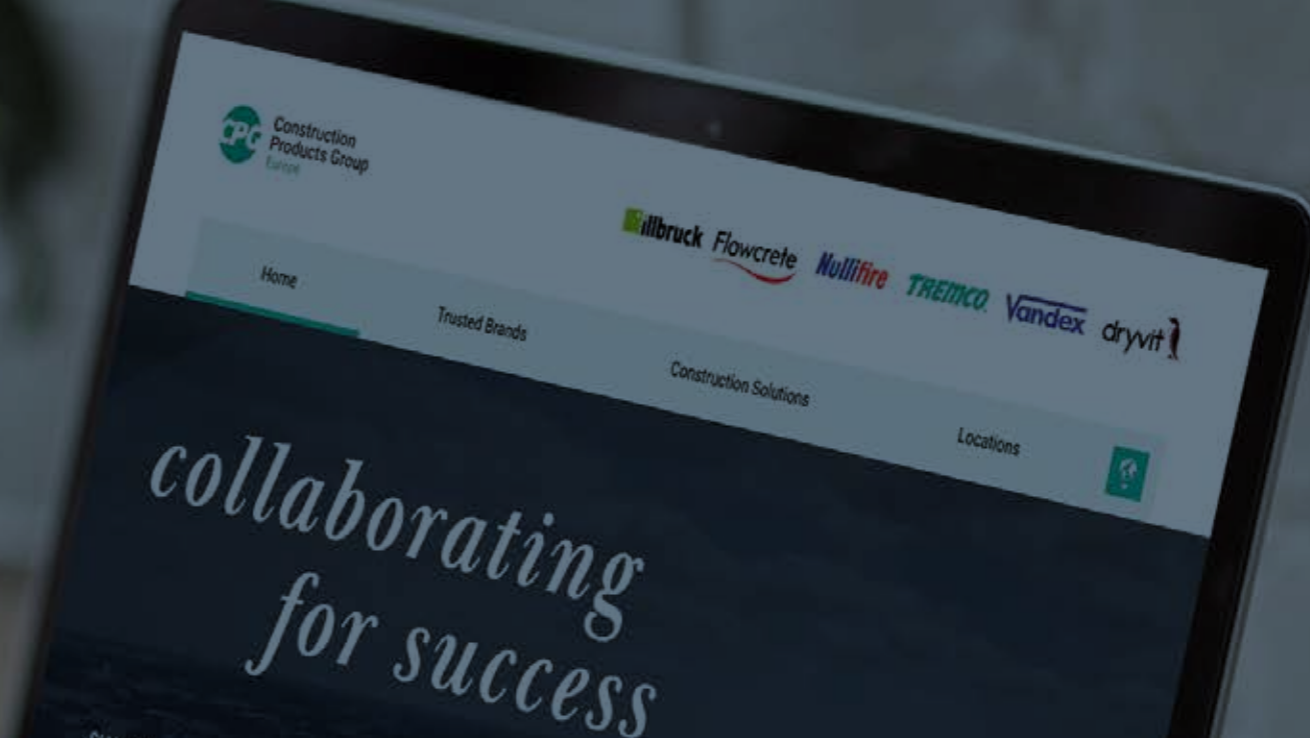 CPG
Construction
Products Group
Europe
illbruck Flowcrete Nullifire TREMCO Vandex dryvit
Home Trusted Brands Construction Solutions Locations
collaborating
for success